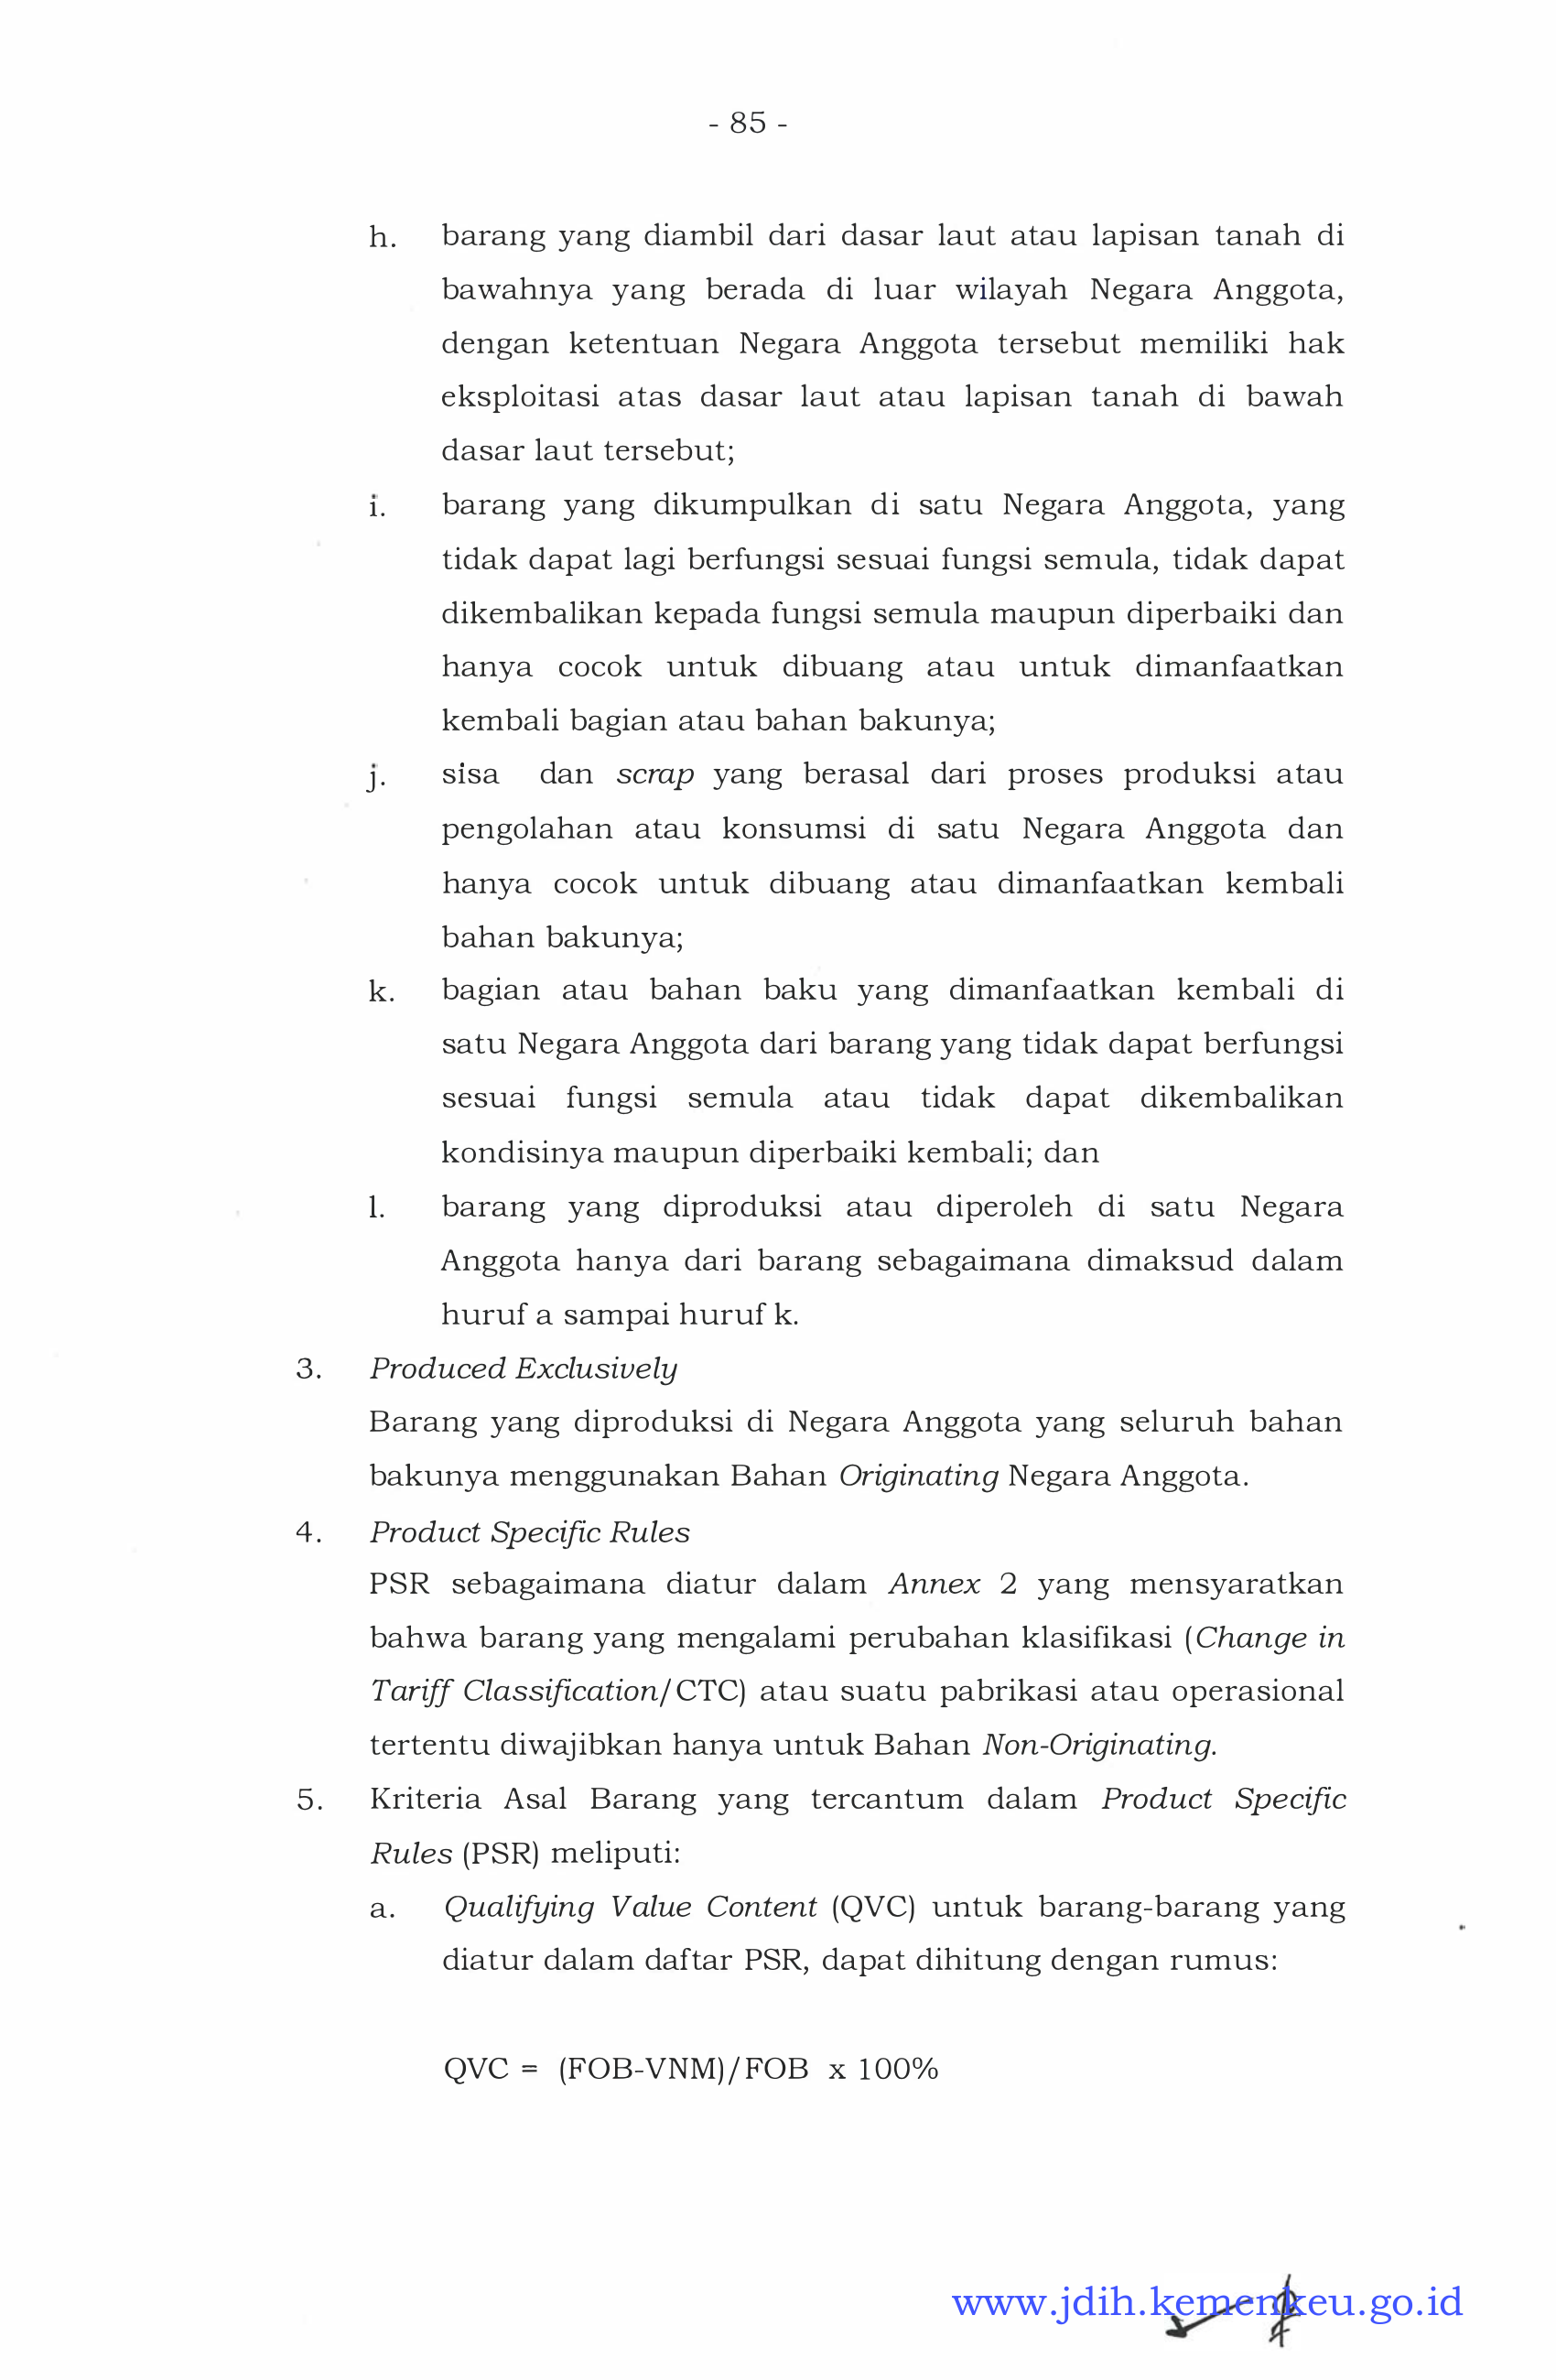 - 85 -
h. barang yang diambil dari dasar laut atau lapisan tanah di
bawahnya yang berada di luar wilayah Negara Anggota,
dengan ketentuan Negara Anggota tersebut memiliki hak
eksploitasi atas dasar laut atau lapisan tanah di bawah
dasar laut tersebut;
i. barang yang dikumpulkan di satu Negara Anggota, yang
tidak dapat lagi berfungsi sesuai fungsi semula, tidak dapat
dikembalikan kepada fungsi semula maupun diperbaiki dan
hanya cocok untuk dibuang atau untuk dimanfaatkan
kembali bagian atau bahan bakunya;
j. sisa dan scrap yang berasal dari proses produksi atau
pengolahan atau konsumsi di satu Negara Anggota dan
hanya cocok untuk dibuang atau dimanfaatkan kembali
bahan bakunya;
k. bagian atau bahan baku yang dimanfaatkan kembali di
satu Negara Anggota dari barang yang tidak dapat berfungsi
sesuai fungsi semula atau tidak dapat dikembalikan
kondisinya maupun diperbaiki kembali; dan
l. barang yang diproduksi atau diperoleh di satu Negara
Anggota hanya dari barang sebagaimana dimaksud dalam
huruf a sampai huruf k.
3. Produced Exclusively
Barang yang diproduksi di Negara Anggota yang seluruh bahan
bakunya menggunakan Bahan Originating Negara Anggota.
4. Product Specific Rules
PSR sebagaimana diatur dalam Annex 2 yang mensyaratkan
bahwa barang yang mengalami perubahan klasifikasi (Change in
Tariff Classification/CTC) atau suatu pabrikasi atau operasional
tertentu diwajibkan hanya untuk Bahan Non-Originating.
5. Kriteria Asal Barang yang tercantum dalam Product Specific
Rules (PSR) meliputi:
a. Qualifying Value Content (QVC) untuk barang-barang yang
diatur dalam daftar PSR, dapat dihitung dengan rumus:
QVC = (FOB-VNM)/FOB x 100%
www.jdih.kemenkeu.go.id